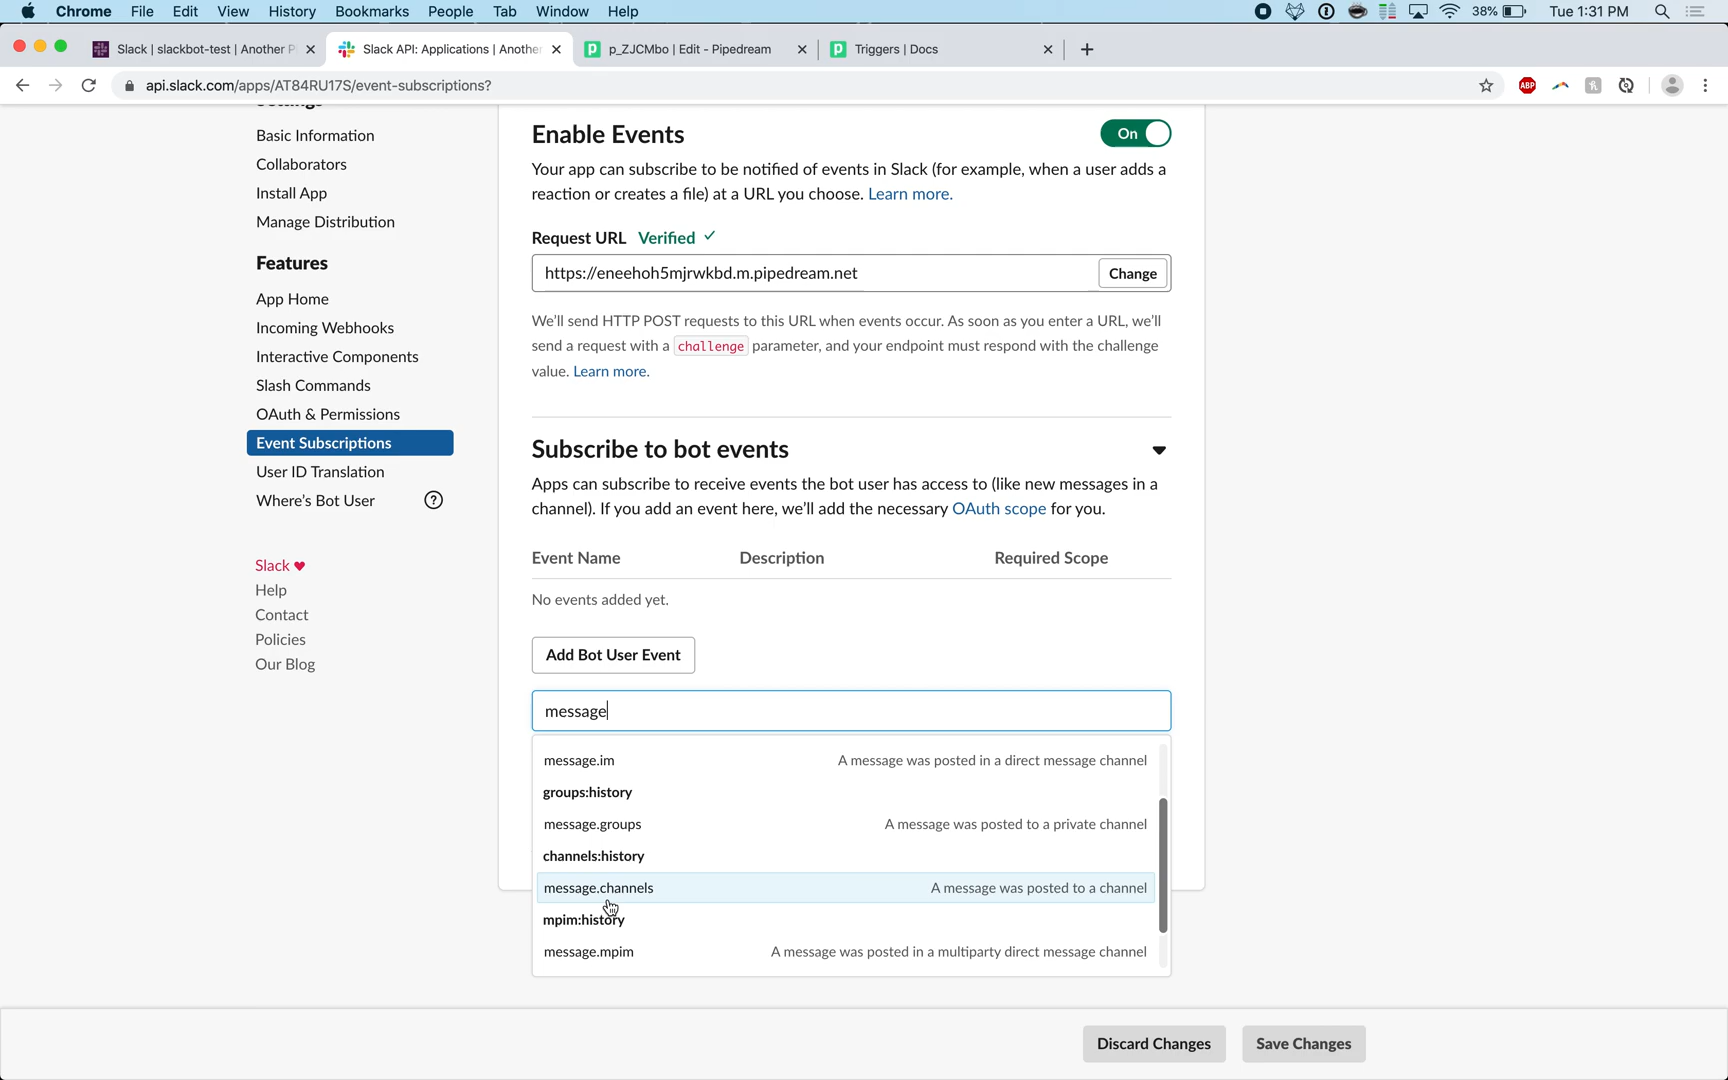 Chrome File Edit View History Bookmarks People Tab Window Help 38% Tue 1:31 PM
Slack | slackbot-test | Another P Slack API: Applications | Another p_ZJCMbo | Edit - Pipedream Triggers | Docs
api.slack.com/apps/AT84RU17S/event-subscriptions?
ABP
Settings
Basic Information
Collaborators
Install App
Manage Distribution
Features
App Home
Incoming Webhooks
Interactive Components
Slash Commands
OAuth & Permissions
Event Subscriptions
User ID Translation
Where's Bot User ?
Slack ♥
Help
Contact
Policies
Our Blog
Enable Events On
Your app can subscribe to be notified of events in Slack (for example, when a user adds a
reaction or creates a file) at a URL you choose. Learn more.
Request URL Verified ✓
https://eneehoh5mjrwkbd.m.pipedream.net Change
We'll send HTTP POST requests to this URL when events occur. As soon as you enter a URL, we'll
send a request with a challenge parameter, and your endpoint must respond with the challenge
value. Learn more.
Subscribe to bot events
Apps can subscribe to receive events the bot user has access to (like new messages in a
channel). If you add an event here, we'll add the necessary OAuth scope for you.
Event Name Description Required Scope
No events added yet.
Add Bot User Event
message
message.im A message was posted in a direct message channel
groups:history
message.groups A message was posted to a private channel
channels:history
message.channels A message was posted to a channel
mpim:history
message.mpim A message was posted in a multiparty direct message channel
Discard Changes Save Changes